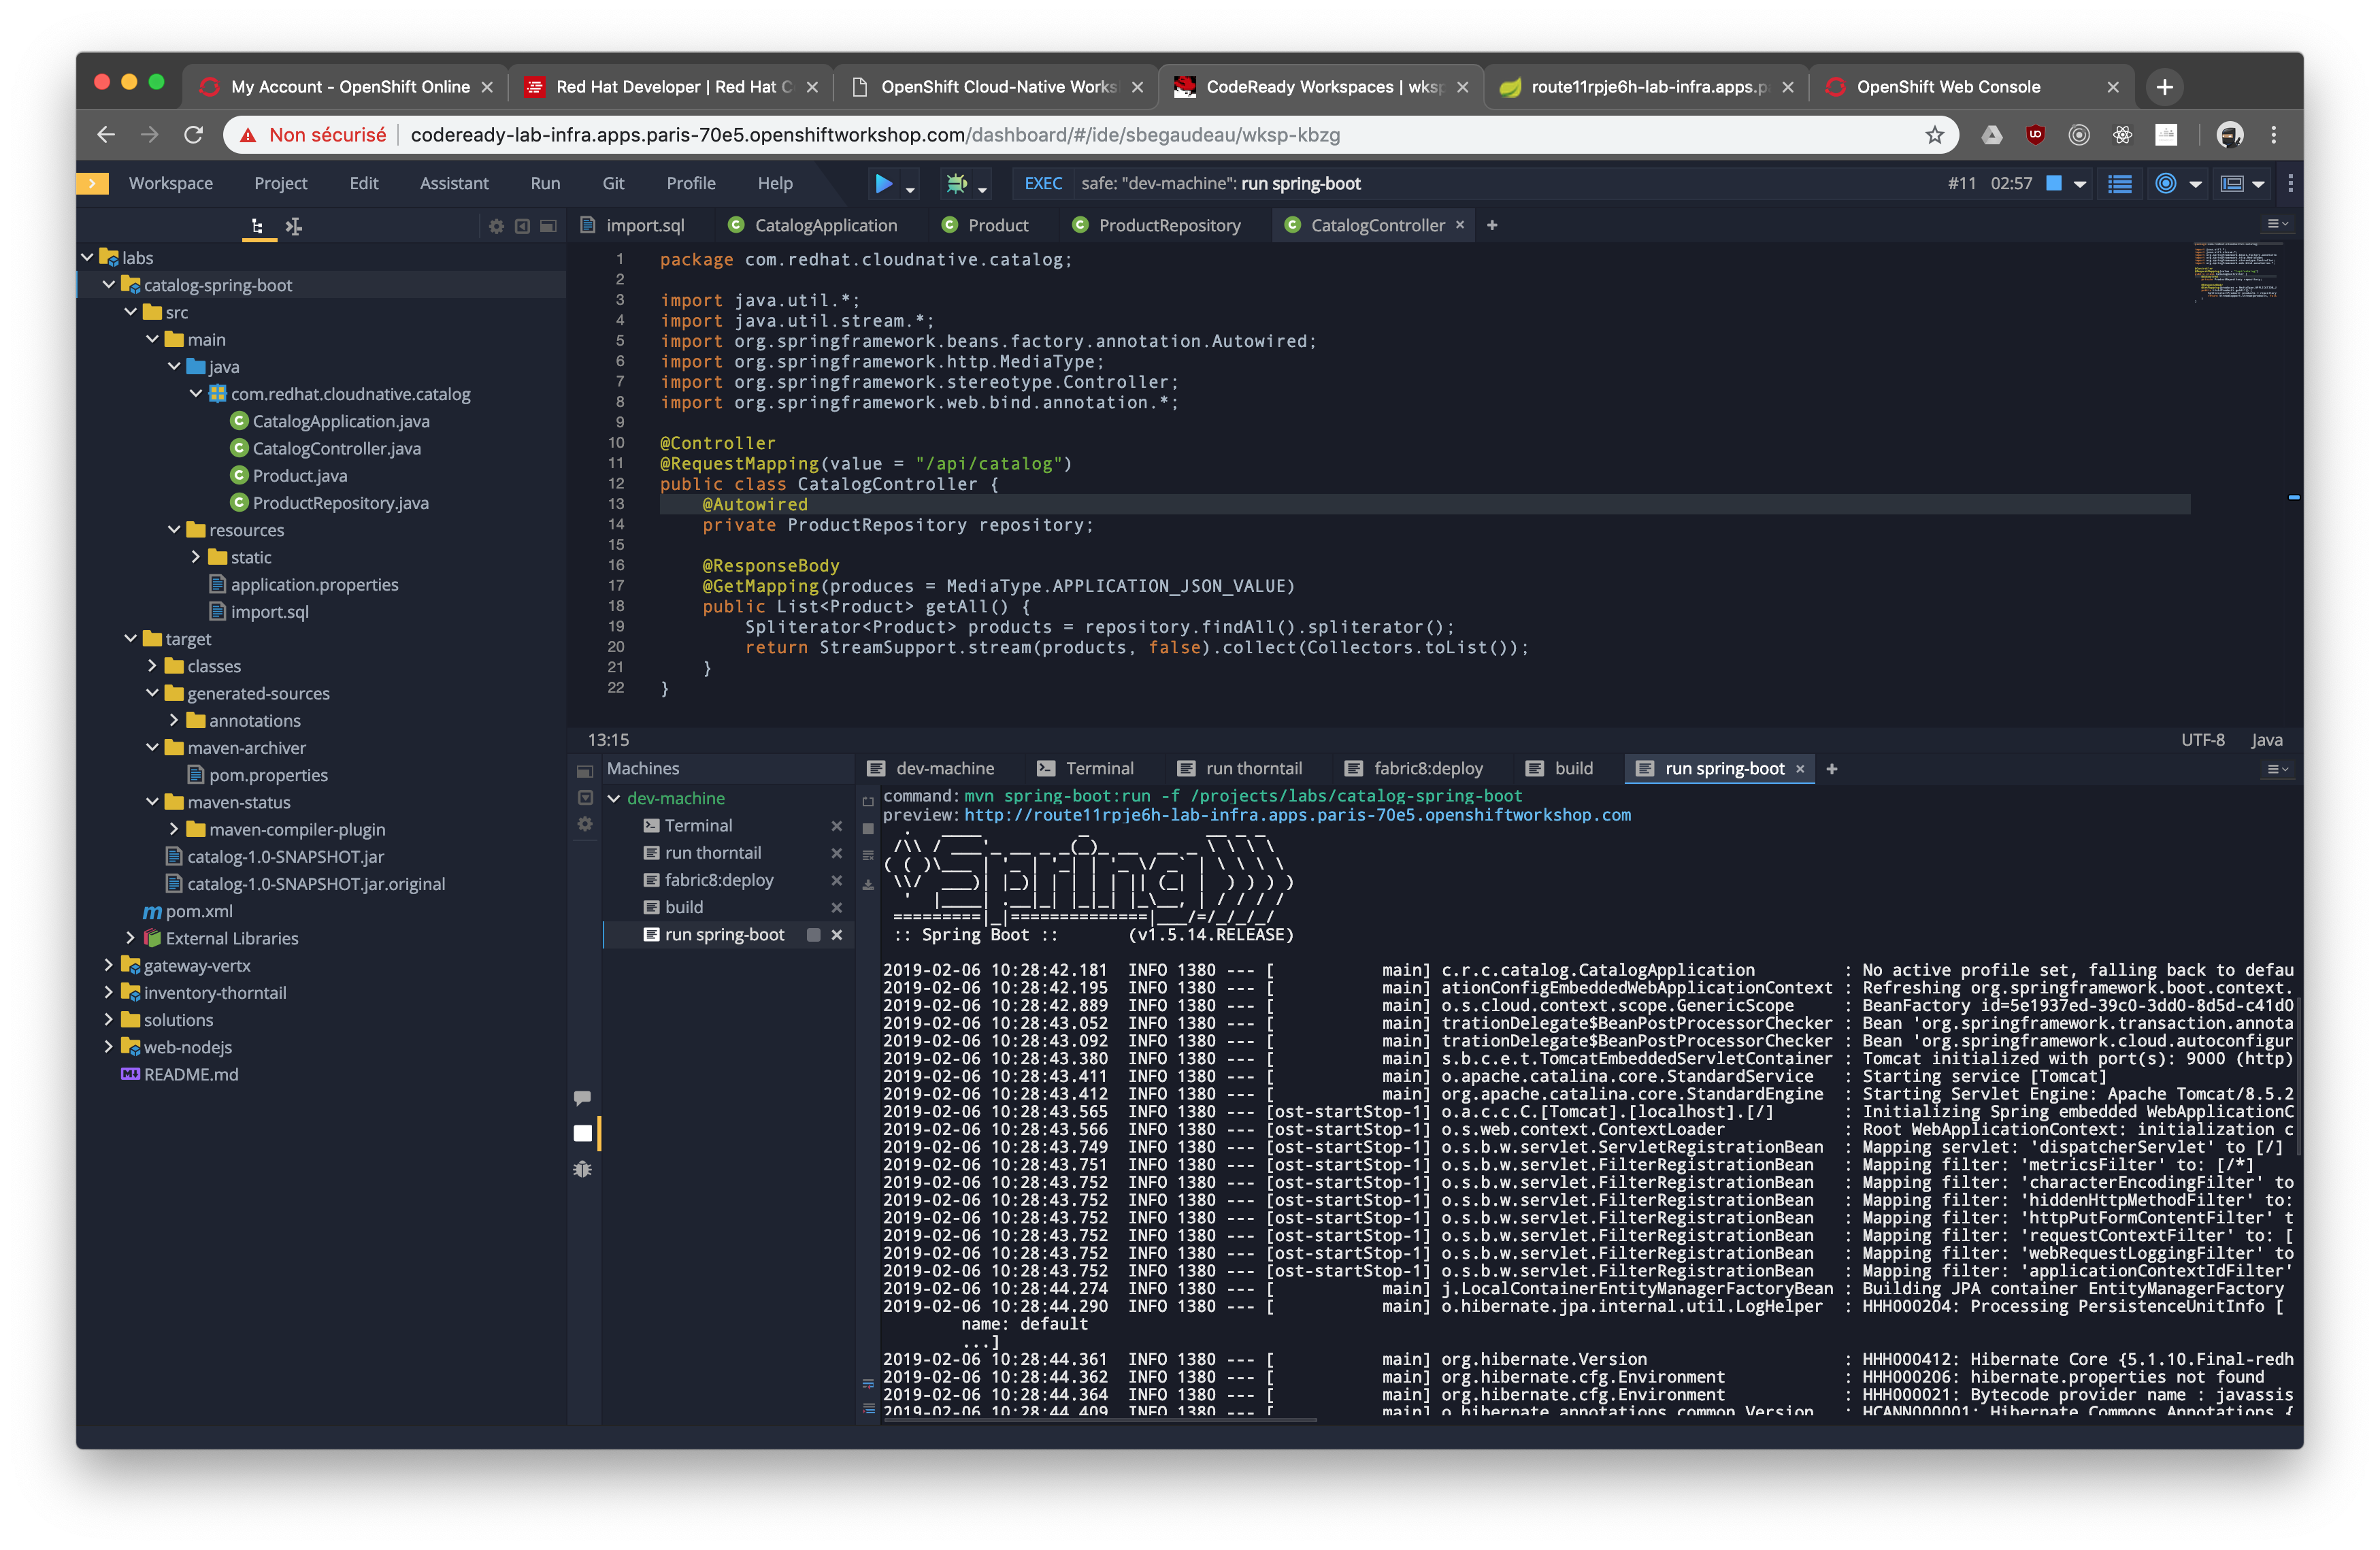 My Account - OpenShift Online
Red Hat Developer | Red Hat C
OpenShift Cloud-Native Works
CodeReady Workspaces | wksp
route11rpje6h-lab-infra.apps.p
OpenShift Web Console
Non sécurisé
codeready-lab-infra.apps.paris-70e5.openshiftworkshop.com/dashboard/#/ide/sbegaudeau/wksp-kbzg
Workspace Project Edit Assistant Run Git Profile Help
EXEC safe: "dev-machine": run spring-boot
#11 02:57
labs
catalog-spring-boot
src
main
java
com.redhat.cloudnative.catalog
CatalogApplication.java
CatalogController.java
Product.java
ProductRepository.java
resources
static
application.properties
import.sql
target
classes
generated-sources
annotations
maven-archiver
pom.properties
maven-status
maven-compiler-plugin
catalog-1.0-SNAPSHOT.jar
catalog-1.0-SNAPSHOT.jar.original
pom.xml
External Libraries
gateway-vertx
inventory-thorntail
solutions
web-nodejs
README.md
import.sql CatalogApplication Product ProductRepository CatalogController
1 package com.redhat.cloudnative.catalog;
2
3 import java.util.*;
4 import java.util.stream.*;
5 import org.springframework.beans.factory.annotation.Autowired;
6 import org.springframework.http.MediaType;
7 import org.springframework.stereotype.Controller;
8 import org.springframework.web.bind.annotation.*;
9
10 @Controller
11 @RequestMapping(value = "/api/catalog")
12 public class CatalogController {
13 @Autowired
14 private ProductRepository repository;
15
16 @ResponseBody
17 @GetMapping(produces = MediaType.APPLICATION_JSON_VALUE)
18 public List<Product> getAll() {
19 Spliterator<Product> products = repository.findAll().spliterator();
20 return StreamSupport.stream(products, false).collect(Collectors.toList());
21 }
22 }
13:15
UTF-8 Java
Machines
dev-machine
Terminal
run thorntail
fabric8:deploy
build
run spring-boot
dev-machine Terminal run thorntail fabric8:deploy build run spring-boot
command: mvn spring-boot:run -f /projects/labs/catalog-spring-boot
preview: http://route11rpje6h-lab-infra.apps.paris-70e5.openshiftworkshop.com
:: Spring Boot :: (v1.5.14.RELEASE)
2019-02-06 10:28:42.181 INFO 1380 --- [ main] c.r.c.catalog.CatalogApplication : No active profile set, falling back to defau
2019-02-06 10:28:42.195 INFO 1380 --- [ main] ationConfigEmbeddedWebApplicationContext : Refreshing org.springframework.boot.context.
2019-02-06 10:28:42.889 INFO 1380 --- [ main] o.s.cloud.context.scope.GenericScope : BeanFactory id=5e1937ed-39c0-3dd0-8d5d-c41d0
2019-02-06 10:28:43.052 INFO 1380 --- [ main] trationDelegate$BeanPostProcessorChecker : Bean 'org.springframework.transaction.annota
2019-02-06 10:28:43.092 INFO 1380 --- [ main] trationDelegate$BeanPostProcessorChecker : Bean 'org.springframework.cloud.autoconfigur
2019-02-06 10:28:43.380 INFO 1380 --- [ main] s.b.c.e.t.TomcatEmbeddedServletContainer : Tomcat initialized with port(s): 9000 (http)
2019-02-06 10:28:43.411 INFO 1380 --- [ main] o.apache.catalina.core.StandardService : Starting service [Tomcat]
2019-02-06 10:28:43.412 INFO 1380 --- [ main] org.apache.catalina.core.StandardEngine : Starting Servlet Engine: Apache Tomcat/8.5.2
2019-02-06 10:28:43.565 INFO 1380 --- [ost-startStop-1] o.a.c.c.C.[Tomcat].[localhost].[/] : Initializing Spring embedded WebApplicationC
2019-02-06 10:28:43.566 INFO 1380 --- [ost-startStop-1] o.s.web.context.ContextLoader : Root WebApplicationContext: initialization c
2019-02-06 10:28:43.749 INFO 1380 --- [ost-startStop-1] o.s.b.w.servlet.ServletRegistrationBean : Mapping servlet: 'dispatcherServlet' to [/]
2019-02-06 10:28:43.751 INFO 1380 --- [ost-startStop-1] o.s.b.w.servlet.FilterRegistrationBean : Mapping filter: 'metricsFilter' to: [/*]
2019-02-06 10:28:43.752 INFO 1380 --- [ost-startStop-1] o.s.b.w.servlet.FilterRegistrationBean : Mapping filter: 'characterEncodingFilter' to
2019-02-06 10:28:43.752 INFO 1380 --- [ost-startStop-1] o.s.b.w.servlet.FilterRegistrationBean : Mapping filter: 'hiddenHttpMethodFilter' to:
2019-02-06 10:28:43.752 INFO 1380 --- [ost-startStop-1] o.s.b.w.servlet.FilterRegistrationBean : Mapping filter: 'httpPutFormContentFilter' t
2019-02-06 10:28:43.752 INFO 1380 --- [ost-startStop-1] o.s.b.w.servlet.FilterRegistrationBean : Mapping filter: 'requestContextFilter' to: [
2019-02-06 10:28:43.752 INFO 1380 --- [ost-startStop-1] o.s.b.w.servlet.FilterRegistrationBean : Mapping filter: 'webRequestLoggingFilter' to
2019-02-06 10:28:43.752 INFO 1380 --- [ost-startStop-1] o.s.b.w.servlet.FilterRegistrationBean : Mapping filter: 'applicationContextIdFilter'
2019-02-06 10:28:44.274 INFO 1380 --- [ main] j.LocalContainerEntityManagerFactoryBean : Building JPA container EntityManagerFactory
2019-02-06 10:28:44.290 INFO 1380 --- [ main] o.hibernate.jpa.internal.util.LogHelper : HHH000204: Processing PersistenceUnitInfo [
name: default
...]
2019-02-06 10:28:44.361 INFO 1380 --- [ main] org.hibernate.Version : HHH000412: Hibernate Core {5.1.10.Final-redh
2019-02-06 10:28:44.362 INFO 1380 --- [ main] org.hibernate.cfg.Environment : HHH000206: hibernate.properties not found
2019-02-06 10:28:44.364 INFO 1380 --- [ main] org.hibernate.cfg.Environment : HHH000021: Bytecode provider name : javassis
2019-02-06 10:28:44.409 INFO 1380 --- [ main] o.hibernate.annotations.common.Version : HCANN000001: Hibernate Commons Annotations {